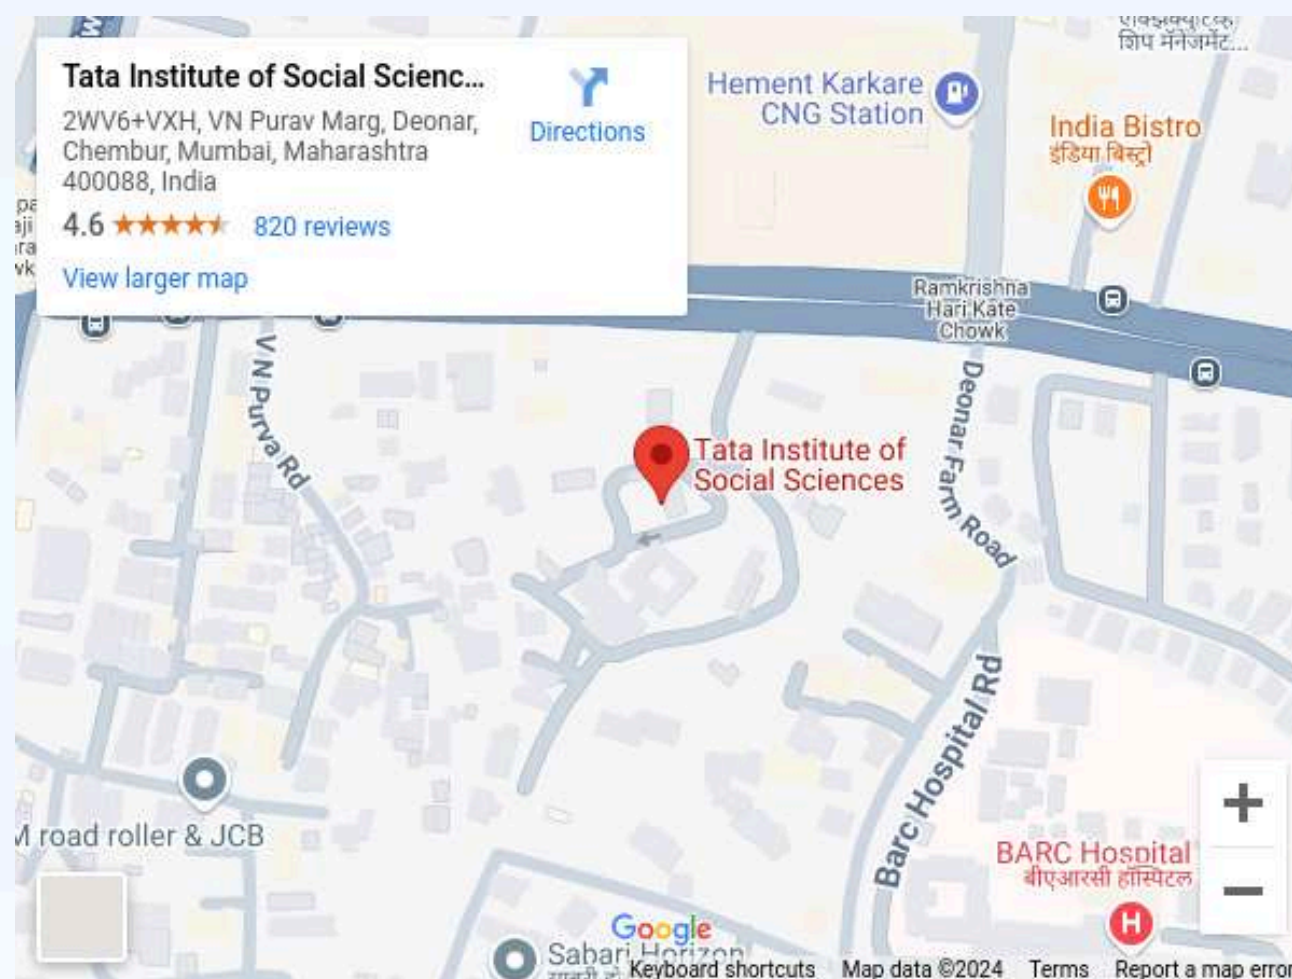 Tata Institute of Social Scienc...
2WV6+VXH, VN Purav Marg, Deonar,
Chembur, Mumbai, Maharashtra
400088, India
4.6
820 reviews
View larger map
Directions
Hement Karkare
CNG Station
शिप मॅनेजमेंट...
India Bistro
इंडिया बिस्ट्रो
Ramkrishna
Hari Kate
Chowk
V N Purva Rd
Tata Institute of
Social Sciences
Deonar Farm Road
Barc Hospital Rd
M road roller & JCB
BARC Hospital
बीएआरसी हॉस्पिटल
H
Google
Sabari Horizon
Keyboard shortcuts
Map data ©2024
Terms
Report a map error